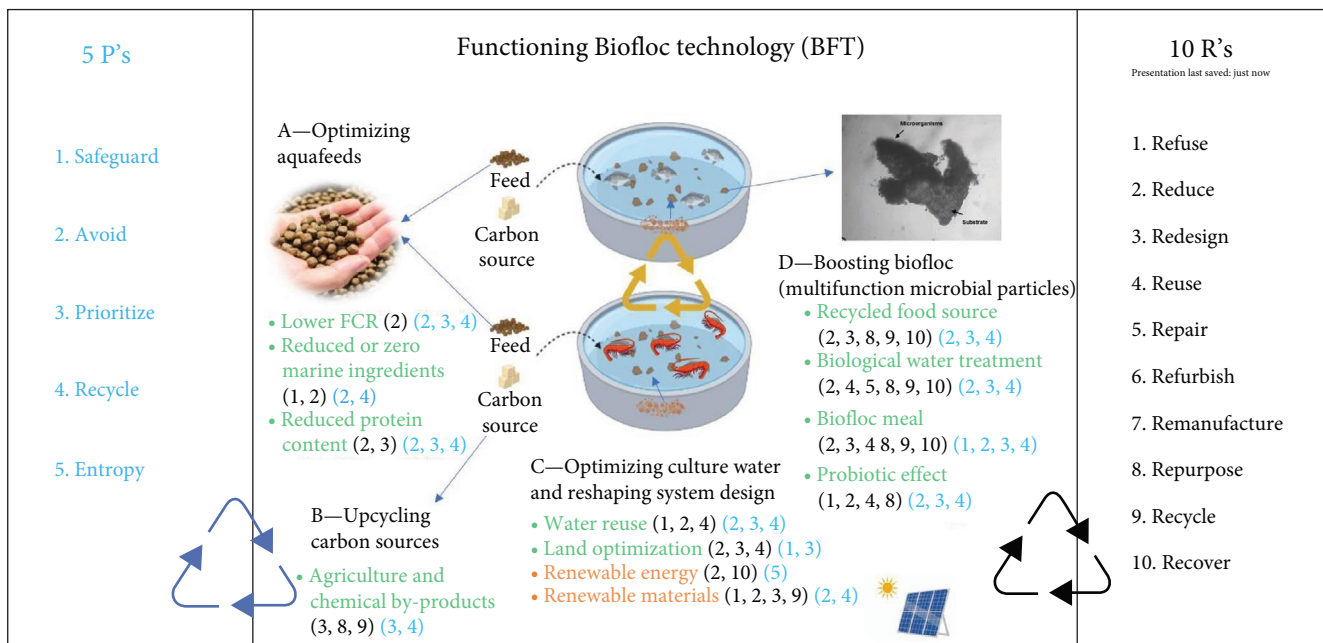 5 P's
1. Safeguard
2. Avoid
3. Prioritize
4. Recycle
5. Entropy
Functioning Biofloc technology (BFT)
A—Optimizing
aquafeeds
Feed
Carbon
source
Microorganisms
Substrate
• Lower FCR (2) (2, 3, 4)
• Reduced or zero
marine ingredients
(1, 2) (2, 4)
• Reduced protein
content (2, 3) (2, 3, 4)
Feed
Carbon
source
B—Upcycling
carbon sources
• Agriculture and
chemical by-products
(3, 8, 9) (3, 4)
C—Optimizing culture water
and reshaping system design
• Water reuse (1, 2, 4) (2, 3, 4)
• Land optimization (2, 3, 4) (1, 3)
• Renewable energy (2, 10) (5)
• Renewable materials (1, 2, 3, 9) (2, 4)
D—Boosting biofloc
(multifunction microbial particles)
• Recycled food source
(2, 3, 8, 9, 10) (2, 3, 4)
• Biological water treatment
(2, 4, 5, 8, 9, 10) (2, 3, 4)
• Biofloc meal
(2, 3, 4 8, 9, 10) (1, 2, 3, 4)
• Probiotic effect
(1, 2, 4, 8) (2, 3, 4)
10 R's
Presentation last saved: just now
1. Refuse
2. Reduce
3. Redesign
4. Reuse
5. Repair
6. Refurbish
7. Remanufacture
8. Repurpose
9. Recycle
10. Recover